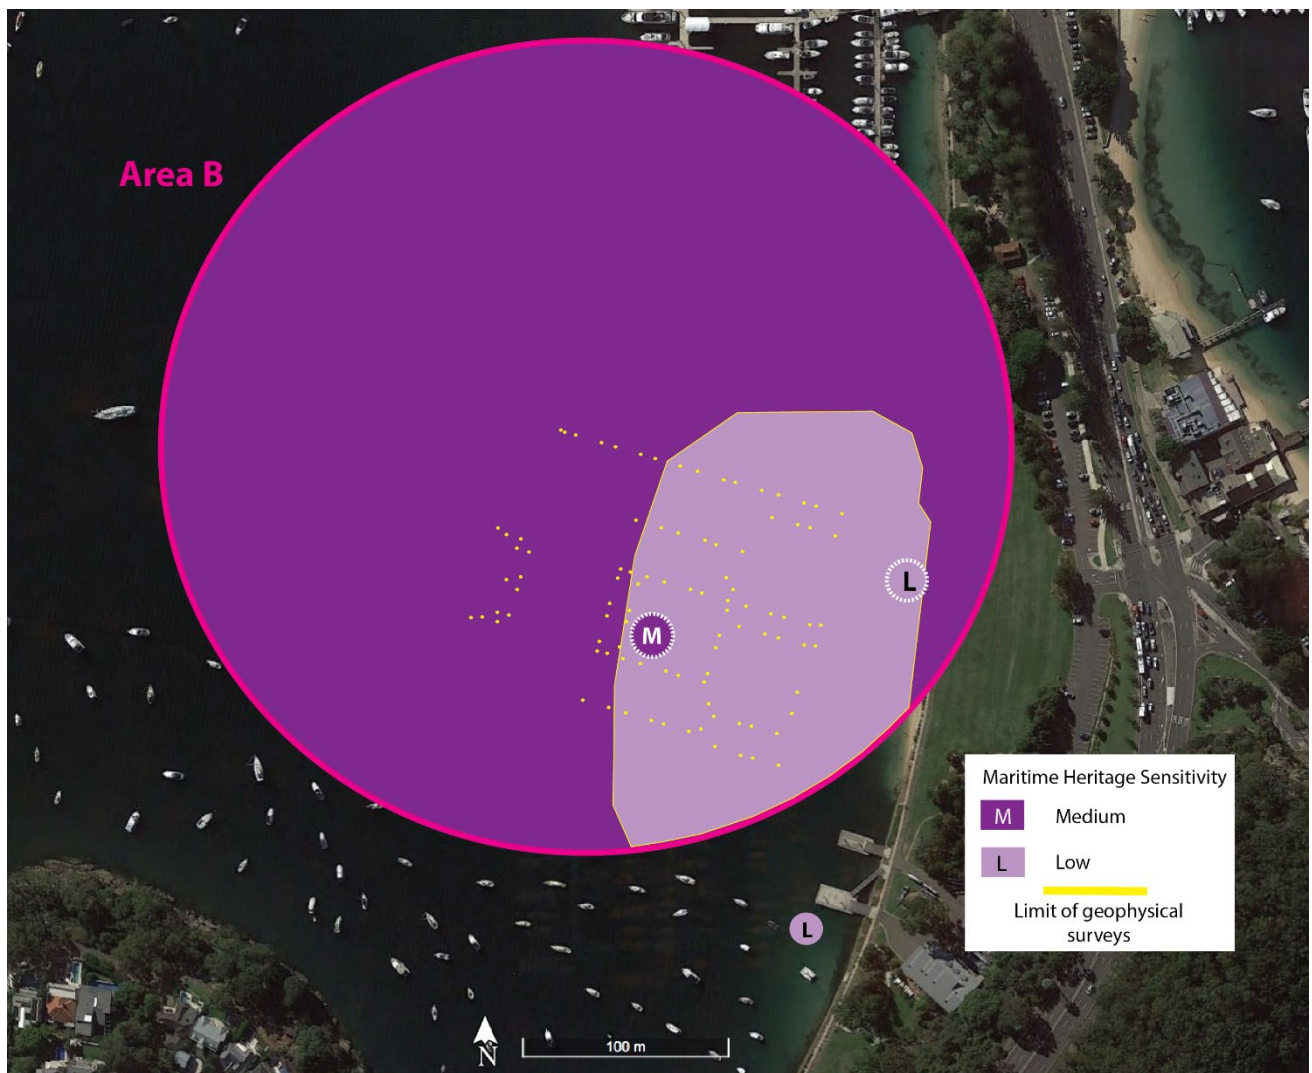 Area B
L
M
Maritime Heritage Sensitivity
M Medium
L Low
Limit of geophysical
surveys
L
N
100 m